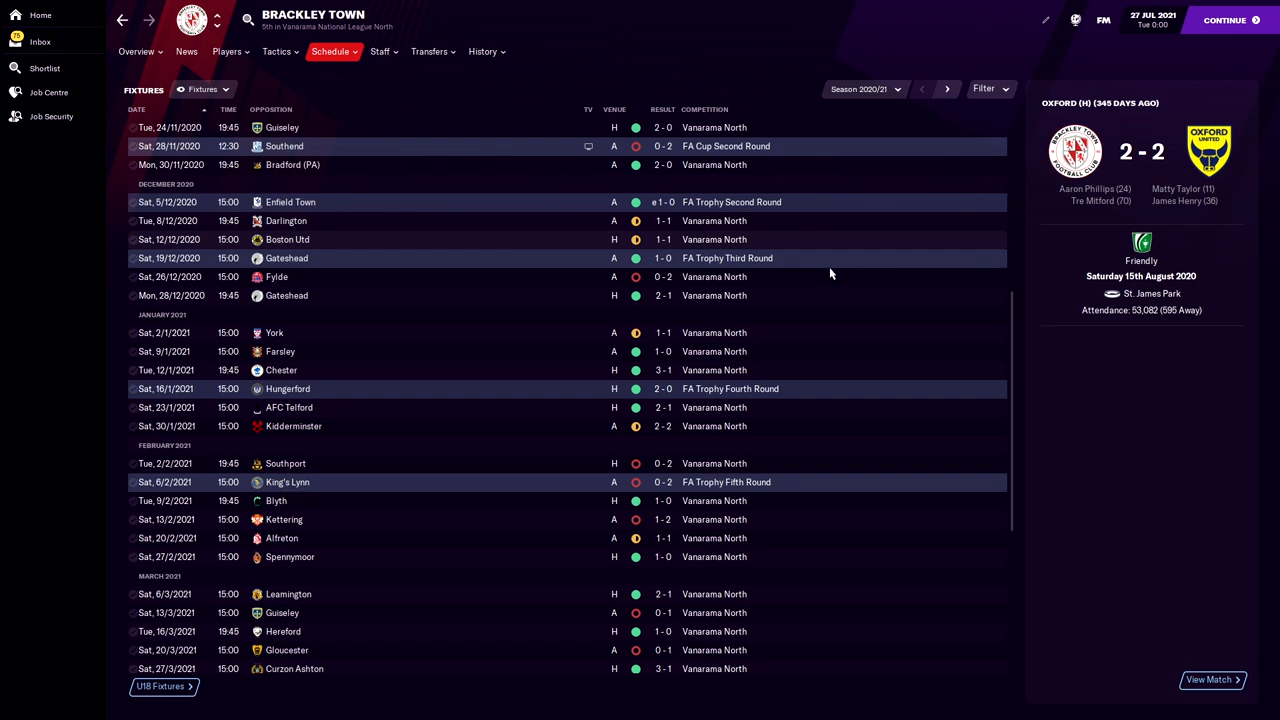 Home
75
Inbox
Shortlist
Job Centre
Job Security
BRACKLEY TOWN
5th in Vanarama National League North
FM
27 JUL 2021
Tue 0:00
CONTINUE
Overview
News
Players
Tactics
Schedule
Staff
Transfers
History
FIXTURES
Fixtures
Season 2020/21
Filter
DATE TIME OPPOSITION TV VENUE RESULT COMPETITION
Tue, 24/11/2020 19:45 Guiseley H 2 - 0 Vanarama North
Sat, 28/11/2020 12:30 Southend A 0 - 2 FA Cup Second Round
Mon, 30/11/2020 19:45 Bradford (PA) A 2 - 0 Vanarama North
DECEMBER 2020
Sat, 5/12/2020 15:00 Enfield Town A e 1 - 0 FA Trophy Second Round
Tue, 8/12/2020 19:45 Darlington A 1 - 1 Vanarama North
Sat, 12/12/2020 15:00 Boston Utd H 1 - 1 Vanarama North
Sat, 19/12/2020 15:00 Gateshead A 1 - 0 FA Trophy Third Round
Sat, 26/12/2020 15:00 Fylde A 0 - 2 Vanarama North
Mon, 28/12/2020 19:45 Gateshead H 2 - 1 Vanarama North
JANUARY 2021
Sat, 2/1/2021 15:00 York A 1 - 1 Vanarama North
Sat, 9/1/2021 15:00 Farsley A 1 - 0 Vanarama North
Tue, 12/1/2021 19:45 Chester H 3 - 1 Vanarama North
Sat, 16/1/2021 15:00 Hungerford H 2 - 0 FA Trophy Fourth Round
Sat, 23/1/2021 15:00 AFC Telford H 2 - 1 Vanarama North
Sat, 30/1/2021 15:00 Kidderminster A 2 - 2 Vanarama North
FEBRUARY 2021
Tue, 2/2/2021 19:45 Southport H 0 - 2 Vanarama North
Sat, 6/2/2021 15:00 King's Lynn A 0 - 2 FA Trophy Fifth Round
Tue, 9/2/2021 19:45 Blyth H 1 - 0 Vanarama North
Sat, 13/2/2021 15:00 Kettering A 1 - 2 Vanarama North
Sat, 20/2/2021 15:00 Alfreton A 1 - 1 Vanarama North
Sat, 27/2/2021 15:00 Spennymoor H 1 - 0 Vanarama North
MARCH 2021
Sat, 6/3/2021 15:00 Leamington H 2 - 1 Vanarama North
Sat, 13/3/2021 15:00 Guiseley A 0 - 1 Vanarama North
Tue, 16/3/2021 19:45 Hereford H 1 - 0 Vanarama North
Sat, 20/3/2021 15:00 Gloucester A 0 - 1 Vanarama North
Sat, 27/3/2021 15:00 Curzon Ashton H 3 - 1 Vanarama North
U18 Fixtures
OXFORD (H) (345 DAYS AGO)
BRACKLEY TOWN
FOOTBALL CLUB
2 - 2
OXFORD
UNITED
Aaron Phillips (24) Matty Taylor (11)
Tre Mitford (70) James Henry (36)
Friendly
Saturday 15th August 2020
St. James Park
Attendance: 53,082 (595 Away)
View Match